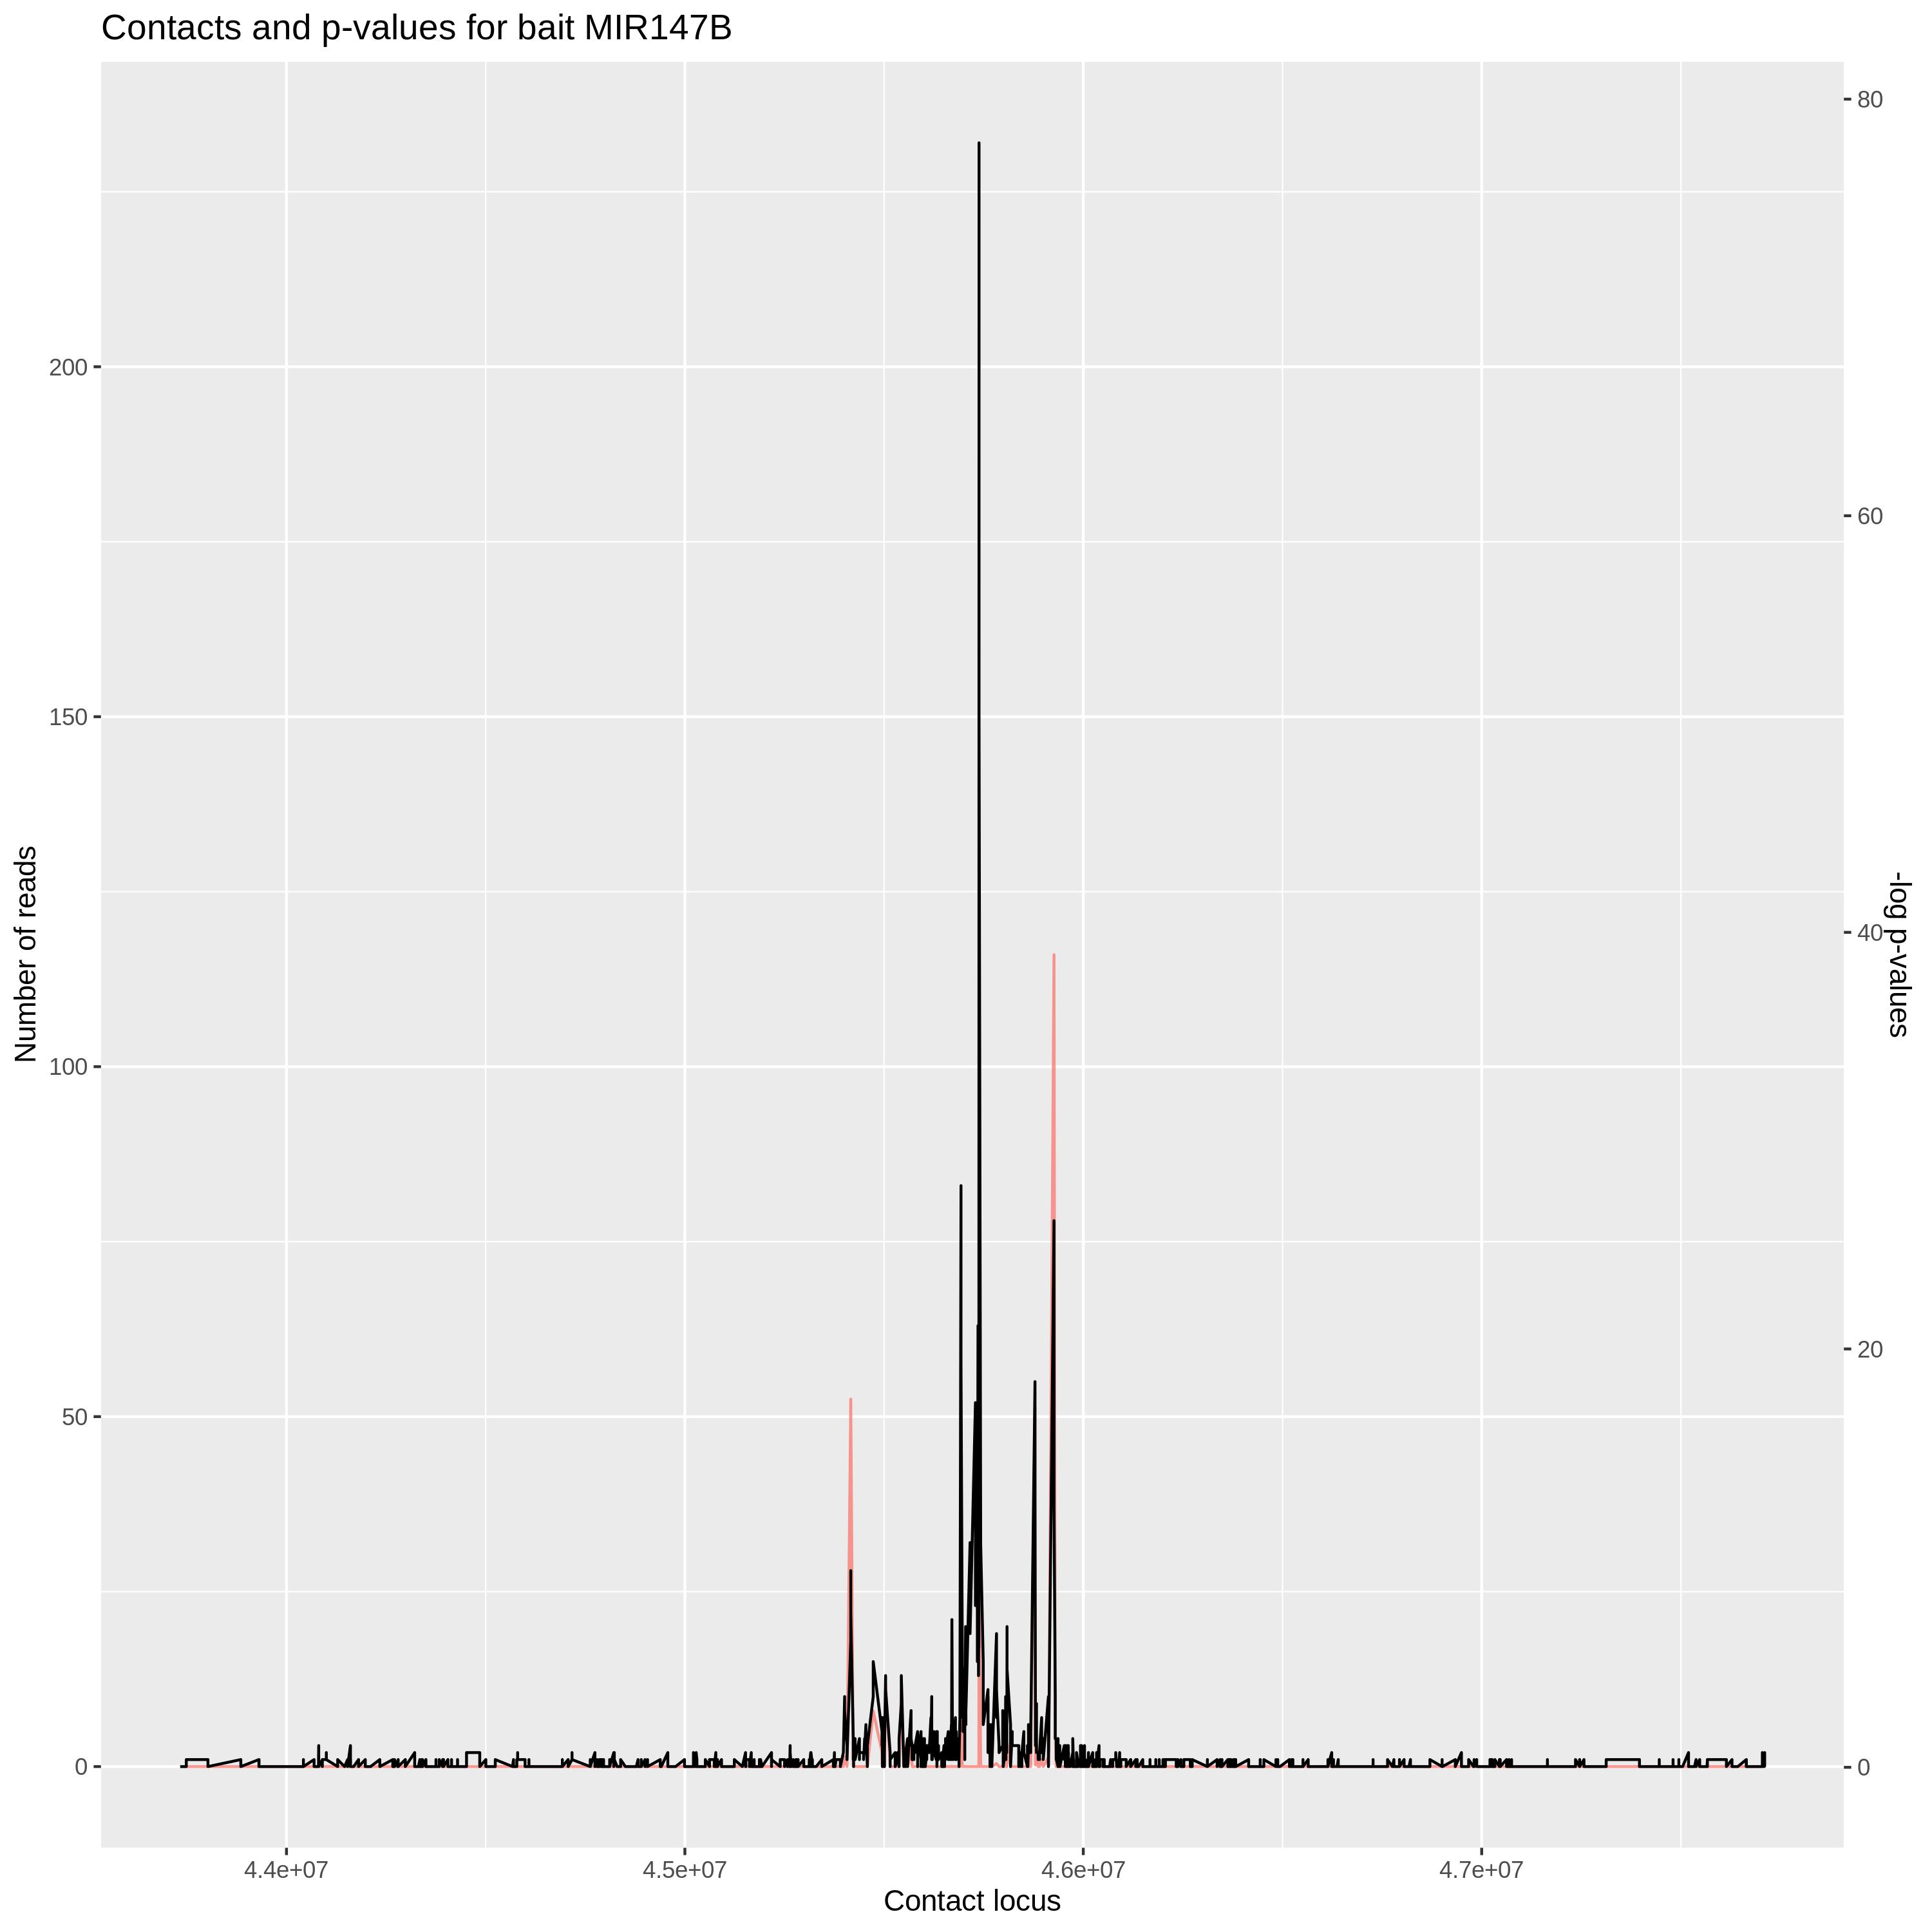 Contacts and p-values for bait MIR147B
80
60
40
20
0
200
150
100
50
0
Number of reads
-log p-values
4.4e+07 4.5e+07 4.6e+07 4.7e+07
Contact locus